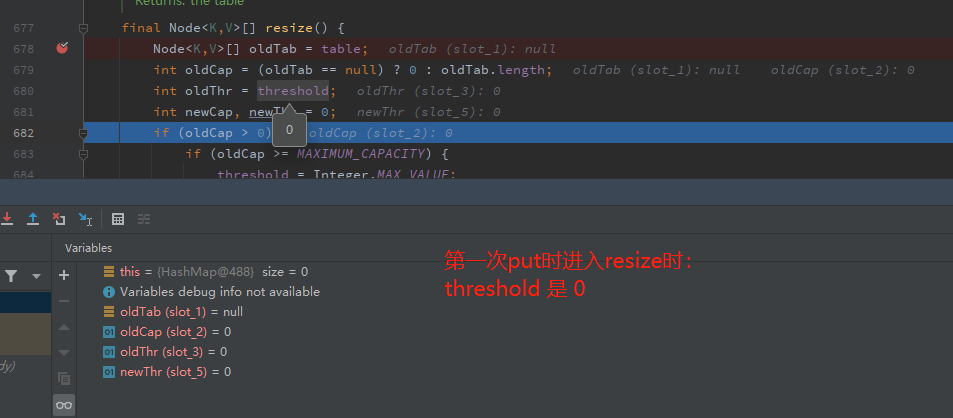 Returns: the table
677 final Node<K,V>[] resize() {
678 Node<K,V>[] oldTab = table; oldTab (slot_1): null
679 int oldCap = (oldTab == null) ? 0 : oldTab.length; oldTab (slot_1): null oldCap (slot_2): 0
680 int oldThr = threshold; oldThr (slot_3): 0
681 int newCap, newThr = 0; newThr (slot_5): 0
0
682 if (oldCap > 0) oldCap (slot_2): 0
683 if (oldCap >= MAXIMUM_CAPACITY) {
684 threshold = Integer.MAX_VALUE;
Variables
this = {HashMap@488} size = 0
Variables debug info not available
oldTab (slot_1) = null
01 oldCap (slot_2) = 0
01 oldThr (slot_3) = 0
01 newThr (slot_5) = 0
dy)
第一次put时进入resize时:
threshold 是 0